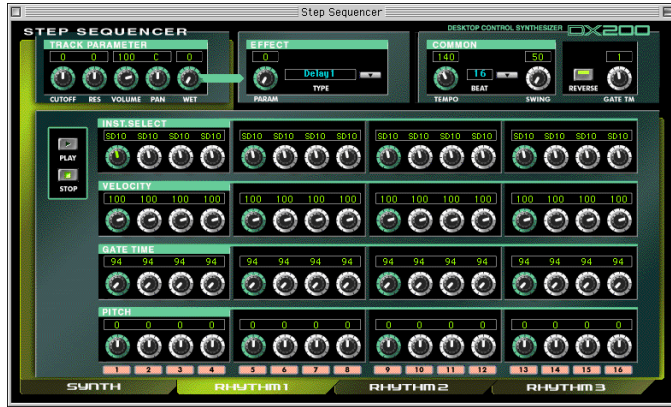 Step Sequencer
STEP SEQUENCER
DESKTOP CONTROL SYNTHESIZER DX200
TRACK PARAMETER
0 0 100 C 0
CUTOFF RES VOLUME PAN WET
EFFECT
0
Delay1
PARAM TYPE
COMMON
140 16 50
TEMPO BEAT SWING
1
REVERSE GATE TM
PLAY
STOP
INST.SELECT
SD10 SD10 SD10 SD10 SD10 SD10 SD10 SD10 SD10 SD10 SD10 SD10 SD10 SD10 SD10 SD10
VELOCITY
100 100 100 100 100 100 100 100 100 100 100 100 100 100 100 100
GATE TIME
94 94 94 94 94 94 94 94 94 94 94 94 94 94 94 94
PITCH
0 0 0 0 0 0 0 0 0 0 0 0 0 0 0 0
1 2 3 4 5 6 7 8 9 10 11 12 13 14 15 16
SYNTH RHYTHM1 RHYTHM2 RHYTHM3